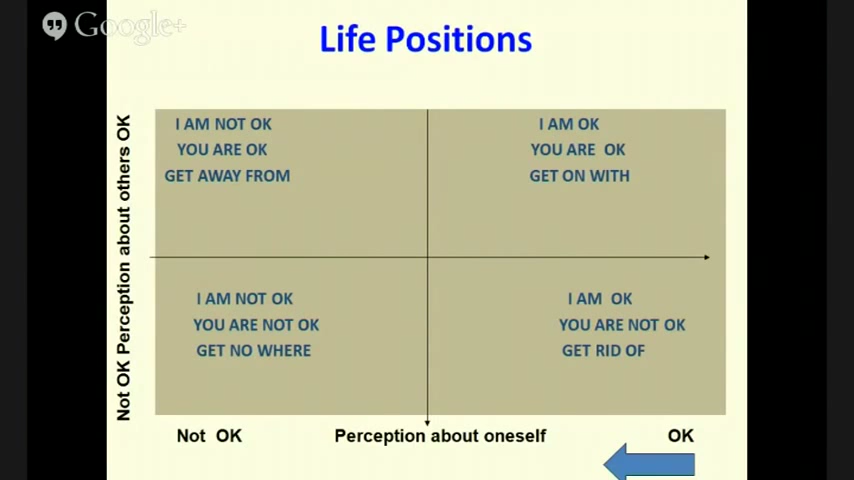 Google+
Life Positions
I AM NOT OK
YOU ARE OK
GET AWAY FROM
I AM OK
YOU ARE OK
GET ON WITH
Not OK Perception about others OK
I AM NOT OK
YOU ARE NOT OK
GET NO WHERE
I AM OK
YOU ARE NOT OK
GET RID OF
Not OK Perception about oneself OK